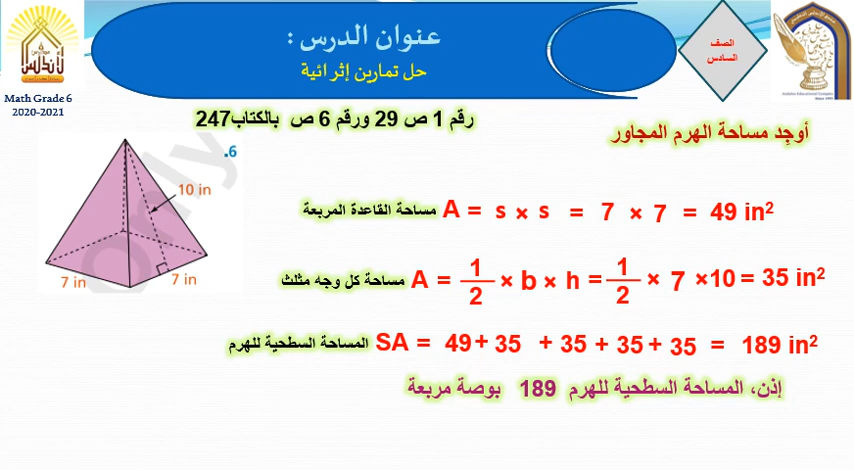 عنوان الدرس :
حل تمارين إثرائية
الصف
السادس
Math Grade 6
2020-2021
رقم 1 ص 29 ورقم 6 ص بالكتاب247
أوجِد مساحة الهرم المجاور
.6
10 in
7 in
7 in
مساحة القاعدة المربعة A = s × s = 7 × 7 = 49 in²
مساحة كل وجه مثلث A = 1/2 × b × h = 1/2 × 7 ×10 = 35 in²
المساحة السطحية للهرم SA = 49 + 35 + 35 + 35 + 35 = 189 in²
إذن، المساحة السطحية للهرم 189 بوصة مربعة